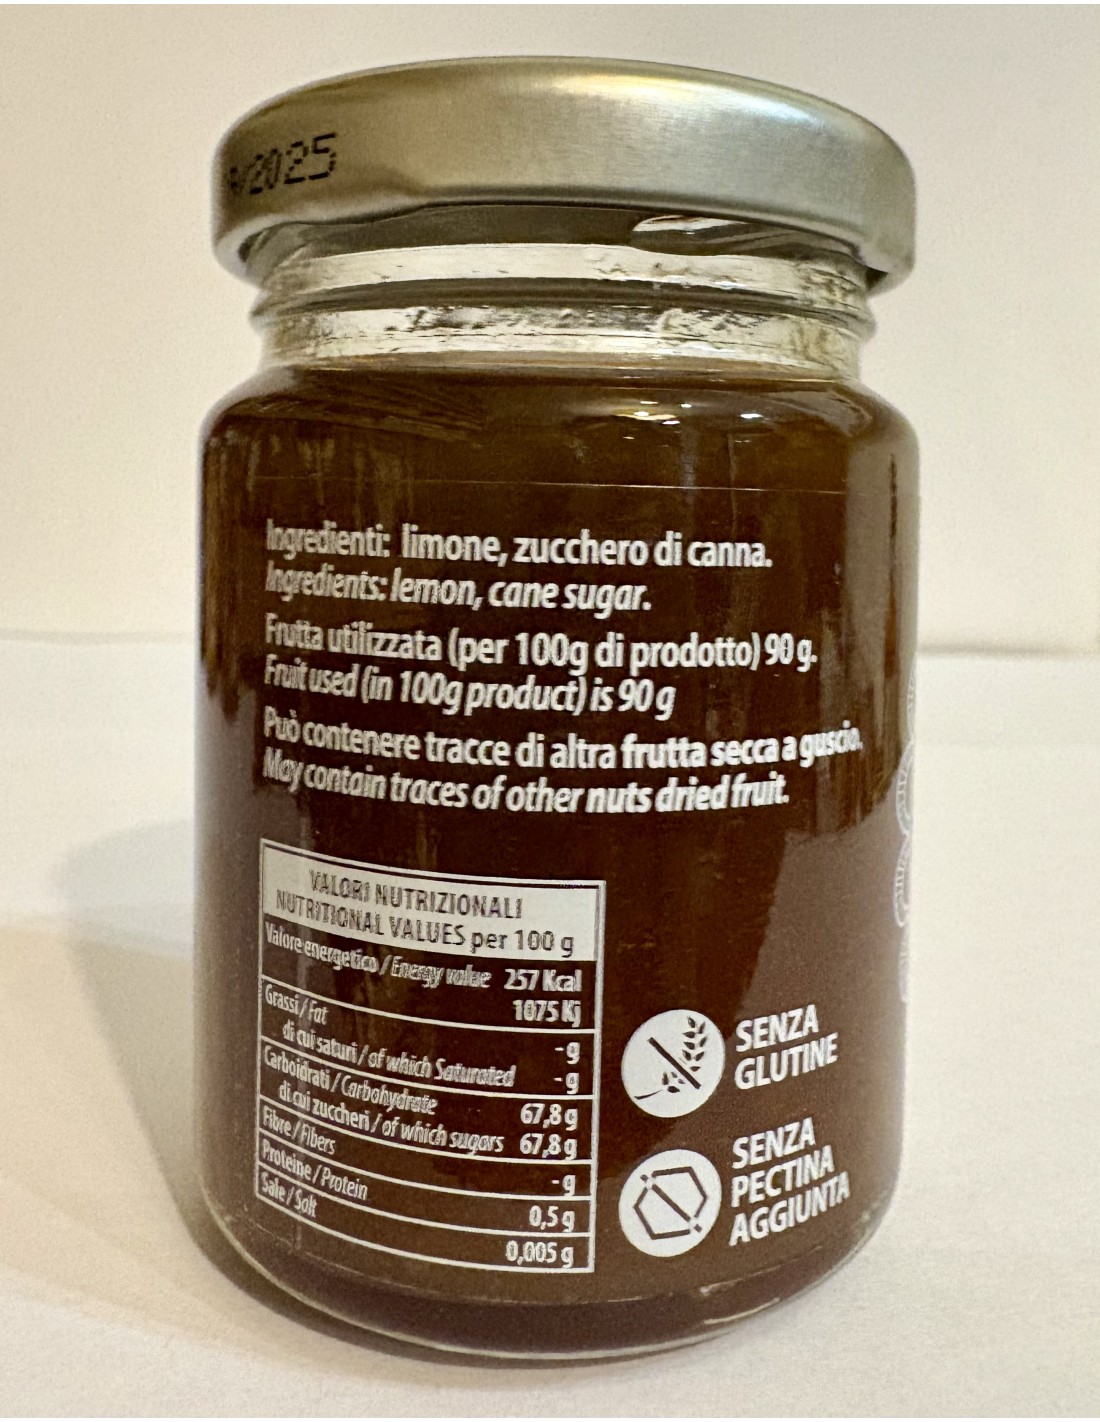 /2025
Ingredienti: limone, zucchero di canna.
Ingredients: lemon, cane sugar.
Frutta utilizzata (per 100g di prodotto) 90 g.
Fruit used (in 100g product) is 90 g
Può contenere tracce di altra frutta secca a guscio.
May contain traces of other nuts dried fruit.
VALORI NUTRIZIONALI
NUTRITIONAL VALUES per 100 g
Valore energetico / Energy value 257 Kcal
1075 Kj
Grassi / Fat - g
di cui saturi / of which Saturated - g
Carboidrati / Carbohydrate 67,8 g
di cui zuccheri / of which sugars 67,8 g
Fibre / Fibers - g
Proteine / Protein 0,5 g
Sale / Salt 0,005 g
SENZA
GLUTINE
SENZA
PECTINA
AGGIUNTA